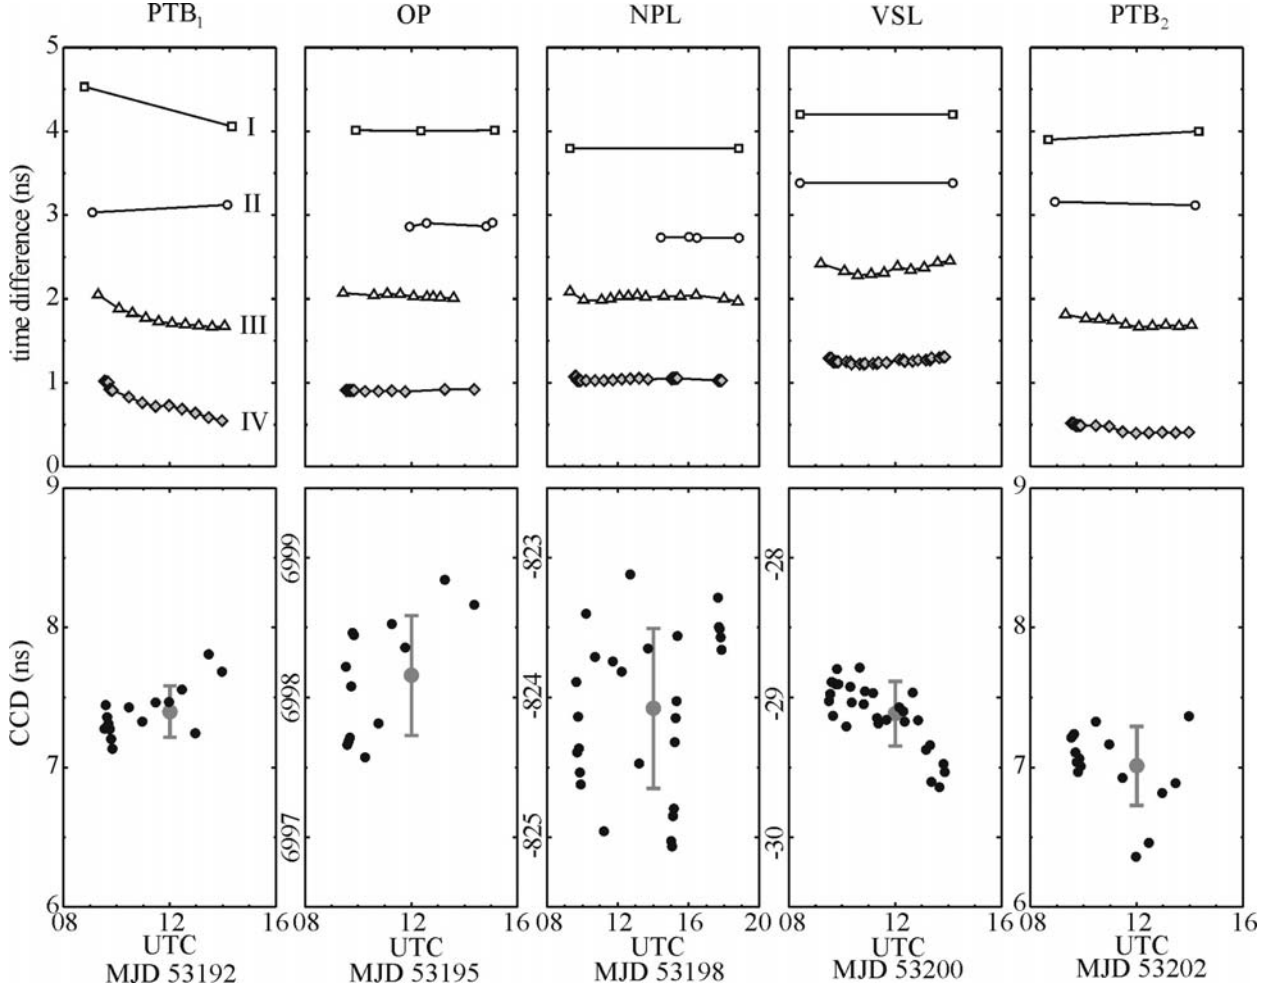 PTB₁ OP NPL VSL PTB₂
5
4
3
2
1
0
time difference (ns)
I
II
III
IV
9
8
7
6
CCD (ns)
6999
6998
6997
-823
-824
-825
-28
-29
-30
9
8
7
6
08 12 16 08 12 16 08 12 16 20 08 12 16 08 12 16
UTC UTC UTC UTC UTC
MJD 53192 MJD 53195 MJD 53198 MJD 53200 MJD 53202